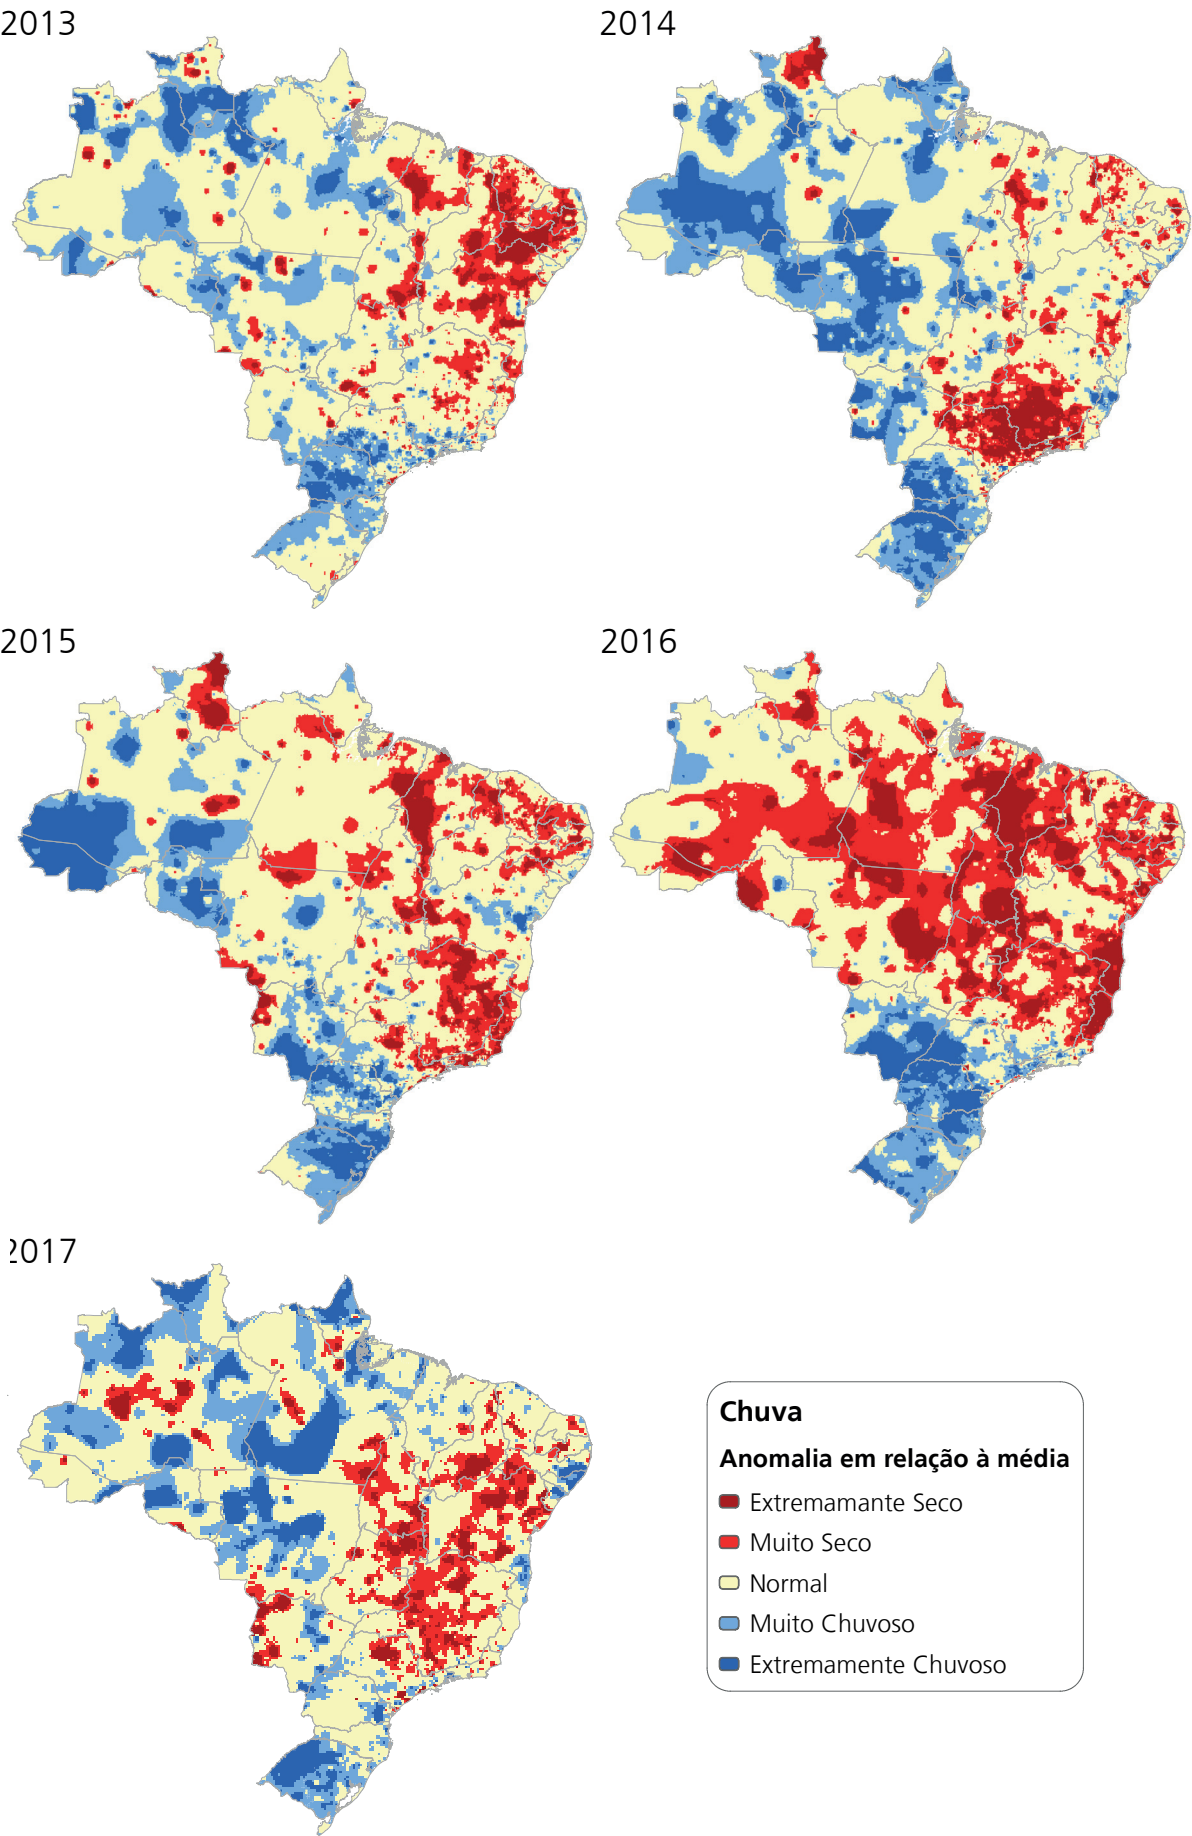 2013
2014
2015
2016
2017
Chuva
Anomalia em relação à média
Extremamante Seco
Muito Seco
Normal
Muito Chuvoso
Extremamente Chuvoso